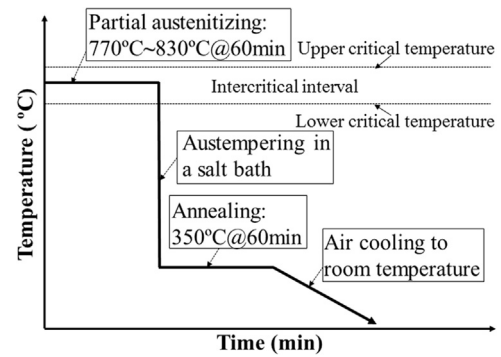 Partial austenitizing:
770ºC~830ºC@60min
Upper critical temperature
Intercritical interval
Lower critical temperature
Austempering in
a salt bath
Annealing:
350ºC@60min
Air cooling to
room temperature
Temperature ( ºC)
Time (min)